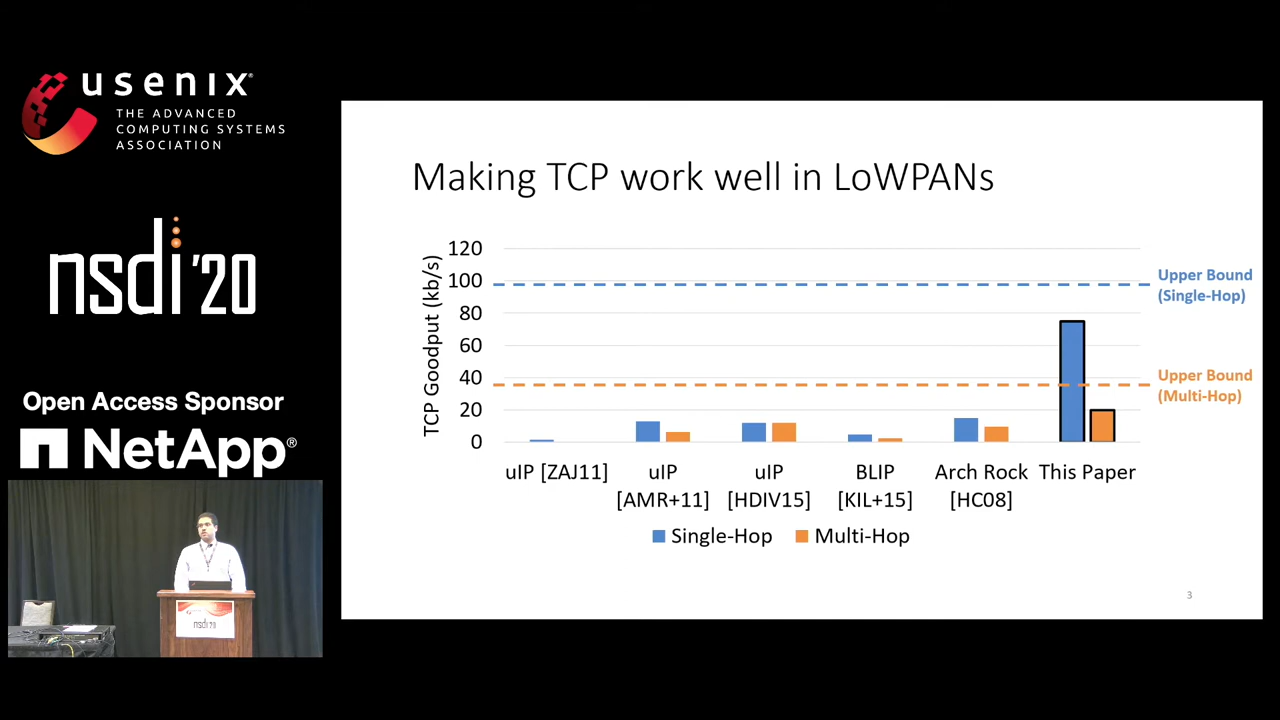 usenix®
THE ADVANCED
COMPUTING SYSTEMS
ASSOCIATION
nsdi '20
Open Access Sponsor
NetApp®
nsdi '20
Making TCP work well in LoWPANs
TCP Goodput (kb/s)
120
100
80
60
40
20
0
Upper Bound
(Single-Hop)
Upper Bound
(Multi-Hop)
uIP [ZAJ11]
uIP
[AMR+11]
uIP
[HDIV15]
BLIP
[KIL+15]
Arch Rock
[HC08]
This Paper
Single-Hop
Multi-Hop
3